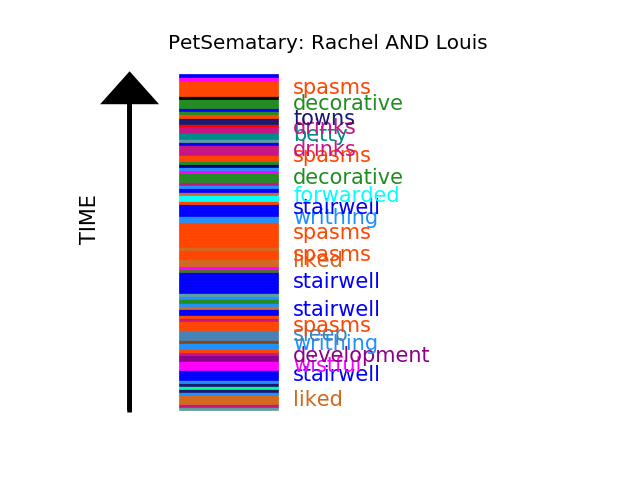 PetSematary: Rachel AND Louis
TIME
spasms
decorative
towns
drinks
betty
drinks
spasms
decorative
forwarded
stairwell
writhing
spasms
spasms
liked
stairwell
stairwell
spasms
sleep
writhing
development
wistful
stairwell
liked